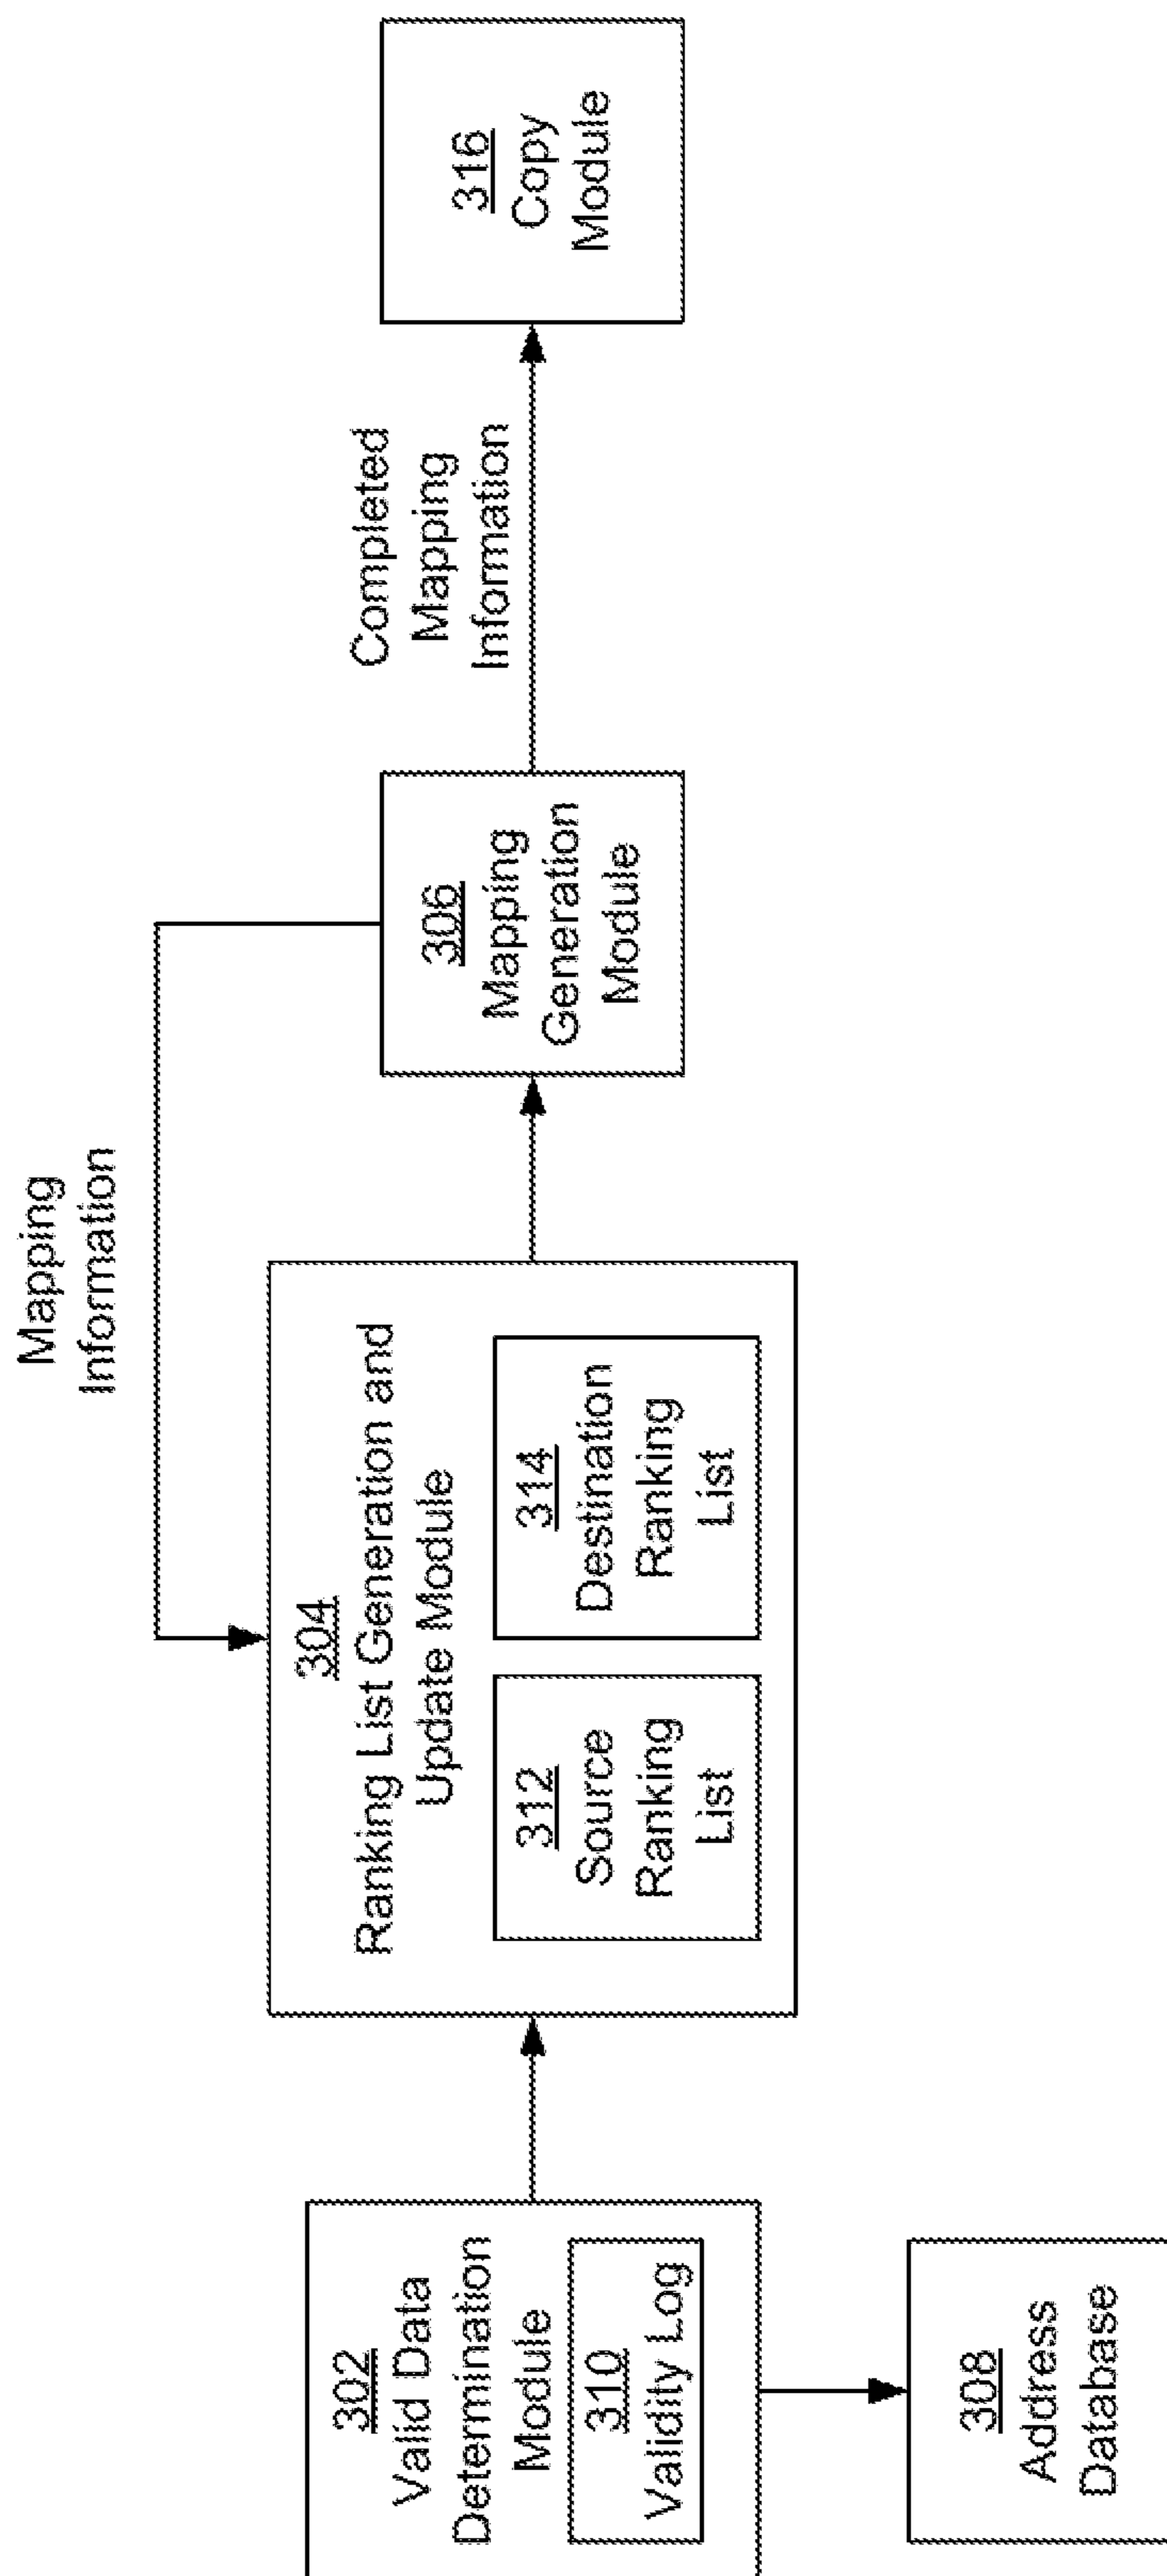 302
Valid Data
Determination
Module
310
Validity Log
308
Address
Database
304
Ranking List Generation and
Update Module
312
Source
Ranking
List
314
Destination
Ranking
List
Mapping
Information
306
Mapping
Generation
Module
Completed
Mapping
Information
316
Copy
Module